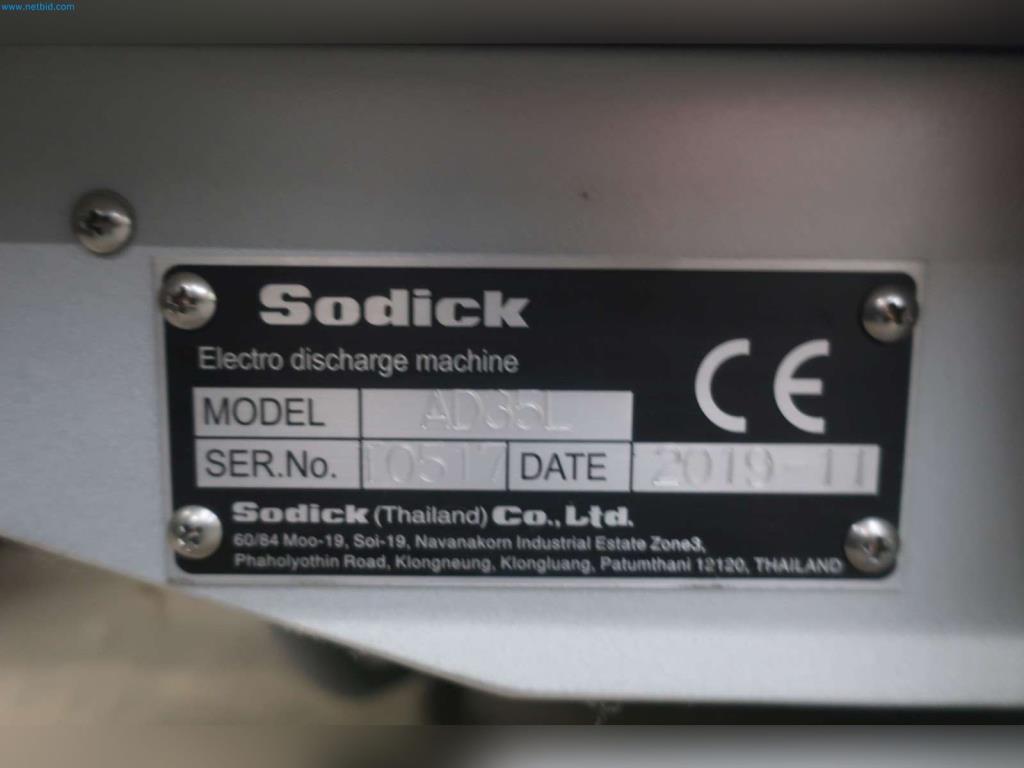 www.netbid.com
Sodick
Electro discharge machine
CE
MODEL AD35L
SER.No. T0517 DATE 2019-11
Sodick (Thailand) Co., Ltd.
60/84 Moo-19, Soi-19, Navanakorn Industrial Estate Zone3,
Phaholyothin Road, Klongneung, Klongluang, Patumthani 12120, THAILAND